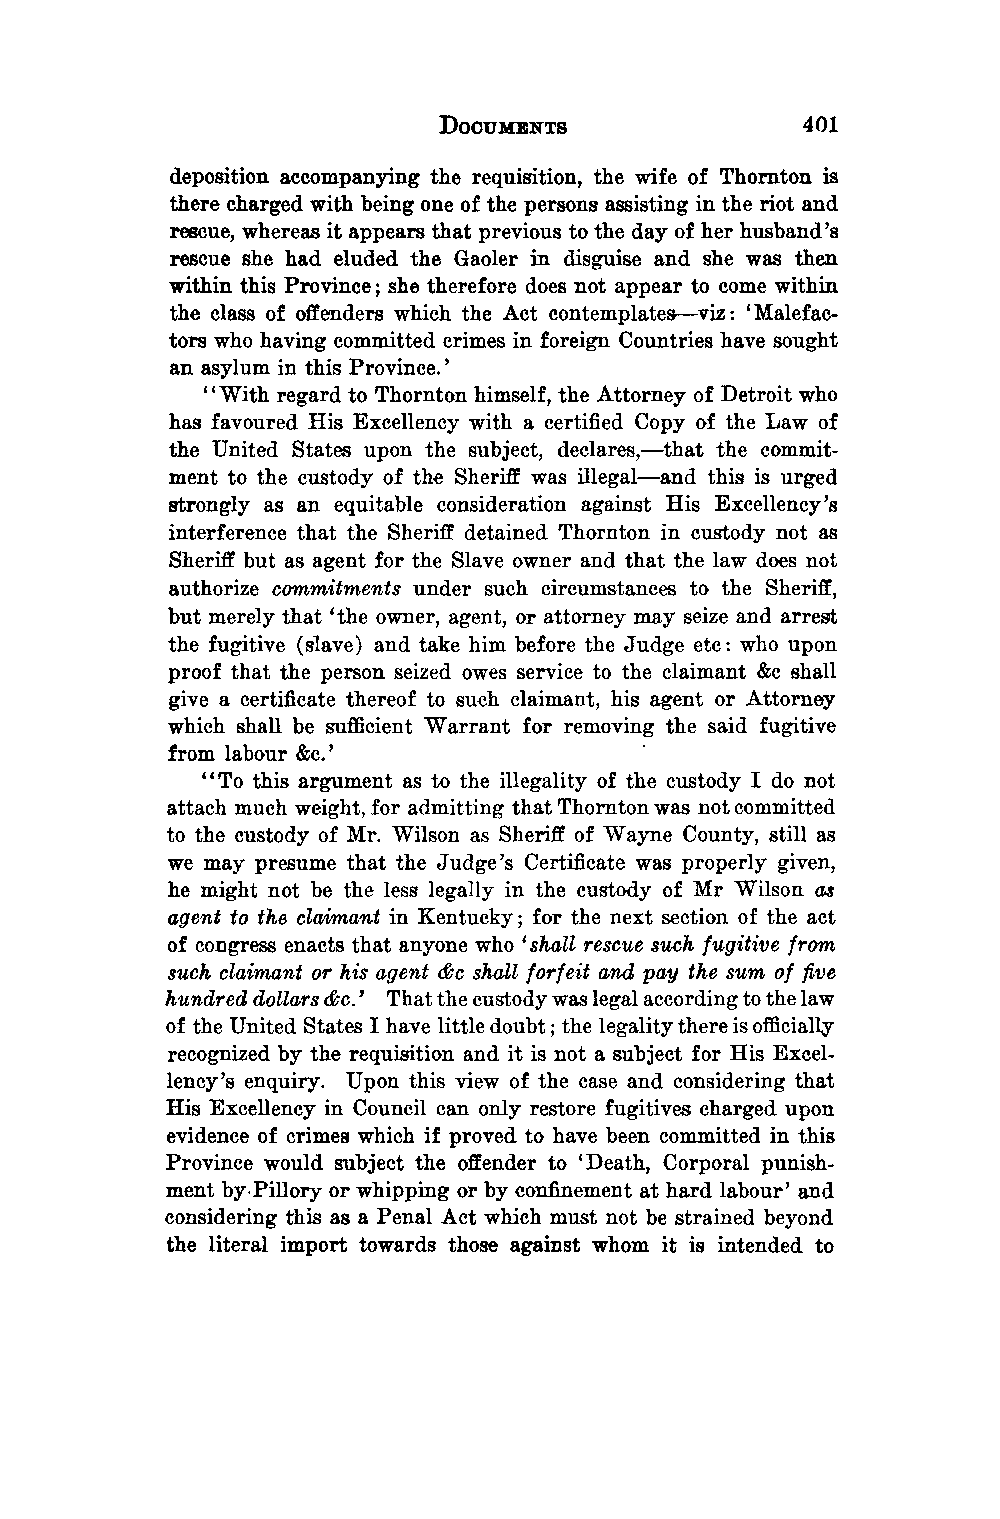 DOCUMENTS 401
deposition accompanying the requisition, the wife of Thornton is
there charged with being one of the persons assisting in the riot and
rescue, whereas it appears that previous to the day of her husband's
rescue she had eluded the Gaoler in disguise and she was then
within this Province; she therefore does not appear to come within
the class of offenders which the Act contemplates—viz: 'Malefac-
tors who having committed crimes in foreign Countries have sought
an asylum in this Province.'
"With regard to Thornton himself, the Attorney of Detroit who
has favoured His Excellency with a certified Copy of the Law of
the United States upon the subject, declares,—that the commit-
ment to the custody of the Sheriff was illegal—and this is urged
strongly as an equitable consideration against His Excellency's
interference that the Sheriff detained Thornton in custody not as
Sheriff but as agent for the Slave owner and that the law does not
authorize commitments under such circumstances to the Sheriff,
but merely that 'the owner, agent, or attorney may seize and arrest
the fugitive (slave) and take him before the Judge etc: who upon
proof that the person seized owes service to the claimant &c shall
give a certificate thereof to such claimant, his agent or Attorney
which shall be sufficient Warrant for removing the said fugitive
from labour &c.'
"To this argument as to the illegality of the custody I do not
attach much weight, for admitting that Thornton was not committed
to the custody of Mr. Wilson as Sheriff of Wayne County, still as
we may presume that the Judge's Certificate was properly given,
he might not be the less legally in the custody of Mr Wilson as
agent to the claimant in Kentucky; for the next section of the act
of congress enacts that anyone who 'shall rescue such fugitive from
such claimant or his agent &c shall forfeit and pay the sum of five
hundred dollars &c.' That the custody was legal according to the law
of the United States I have little doubt; the legality there is officially
recognized by the requisition and it is not a subject for His Excel-
lency's enquiry. Upon this view of the case and considering that
His Excellency in Council can only restore fugitives charged upon
evidence of crimes which if proved to have been committed in this
Province would subject the offender to 'Death, Corporal punish-
ment by Pillory or whipping or by confinement at hard labour' and
considering this as a Penal Act which must not be strained beyond
the literal import towards those against whom it is intended to